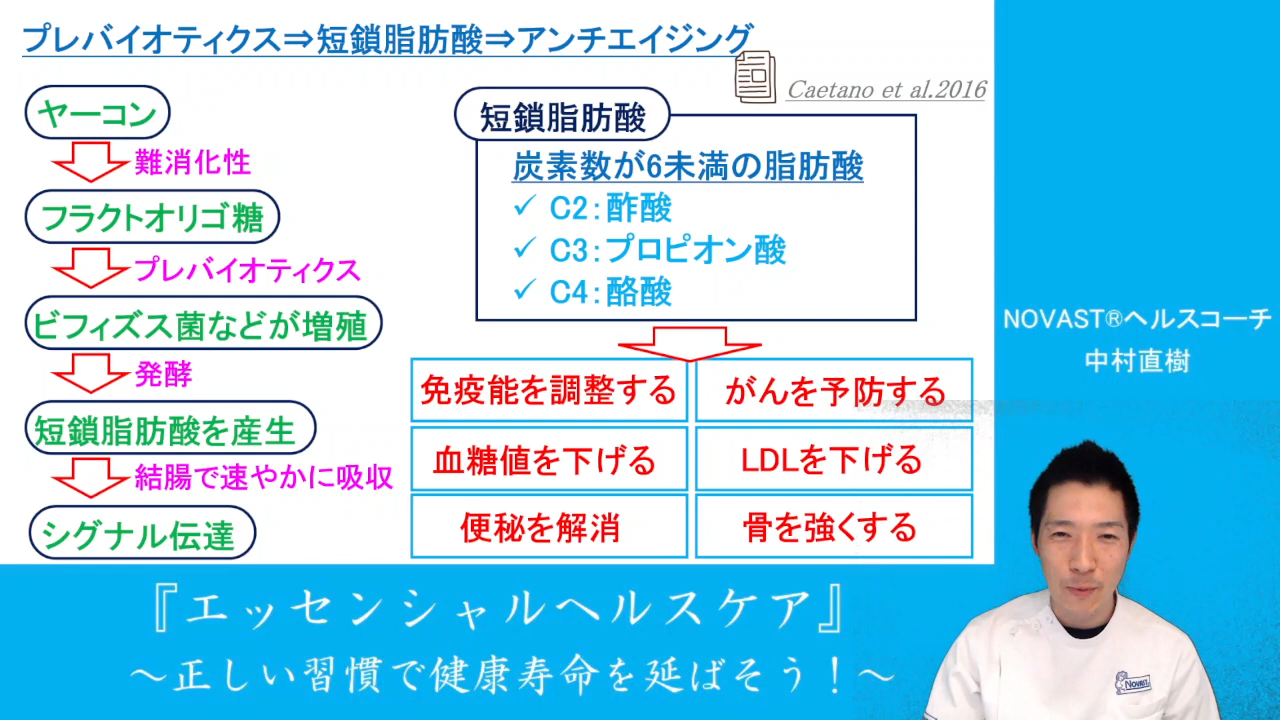 プレバイオティクス⇒短鎖脂肪酸⇒アンチエイジング
Caetano et al.2016
ヤーコン
難消化性
フラクトオリゴ糖
プレバイオティクス
ビフィズス菌などが増殖
発酵
短鎖脂肪酸を産生
結腸で速やかに吸収
シグナル伝達
短鎖脂肪酸
炭素数が6未満の脂肪酸
✓ C2：酢酸
✓ C3：プロピオン酸
✓ C4：酪酸
免疫能を調整する
がんを予防する
血糖値を下げる
LDLを下げる
便秘を解消
骨を強くする
NOVAST®ヘルスコーチ
中村直樹
『エッセンシャルヘルスケア』
～正しい習慣で健康寿命を延ばそう！～
NOVAST